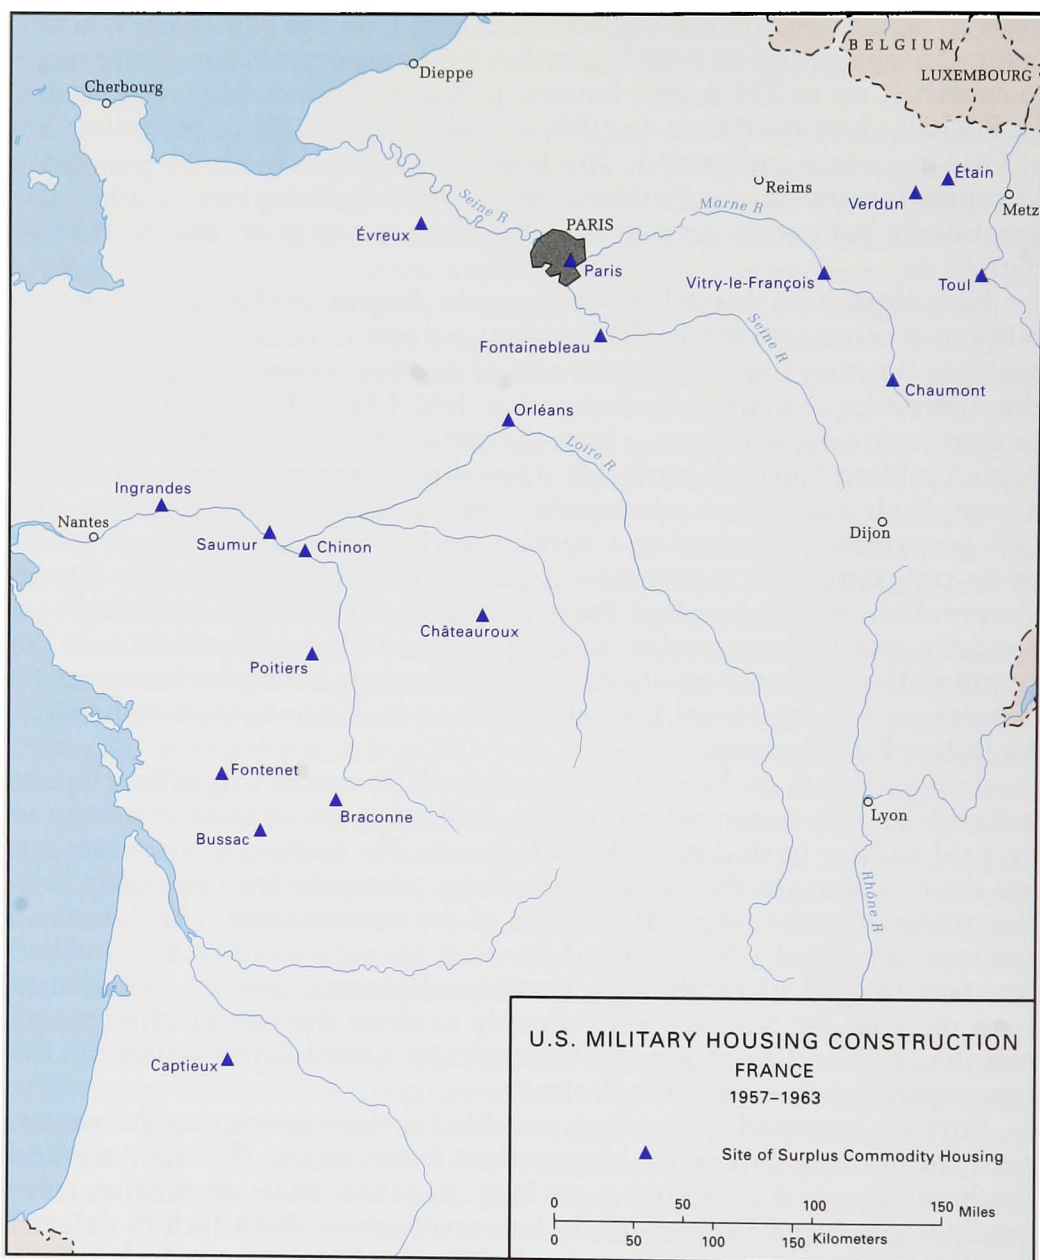 BELGIUM
LUXEMBOURG
Dieppe
Cherbourg
Reims
Étain
Verdun
Metz
Seine R
Marne R
PARIS
Évreux
Paris
Vitry-le-François
Toul
Seine R
Fontainebleau
Chaumont
Orléans
Loire R
Ingrandes
Nantes
Saumur
Chinon
Dijon
Châteauroux
Poitiers
Fontenet
Braconne
Bussac
Lyon
Rhône R
Captieux
U.S. MILITARY HOUSING CONSTRUCTION
FRANCE
1957–1963
Site of Surplus Commodity Housing
0 50 100 150 Miles
0 50 100 150 Kilometers